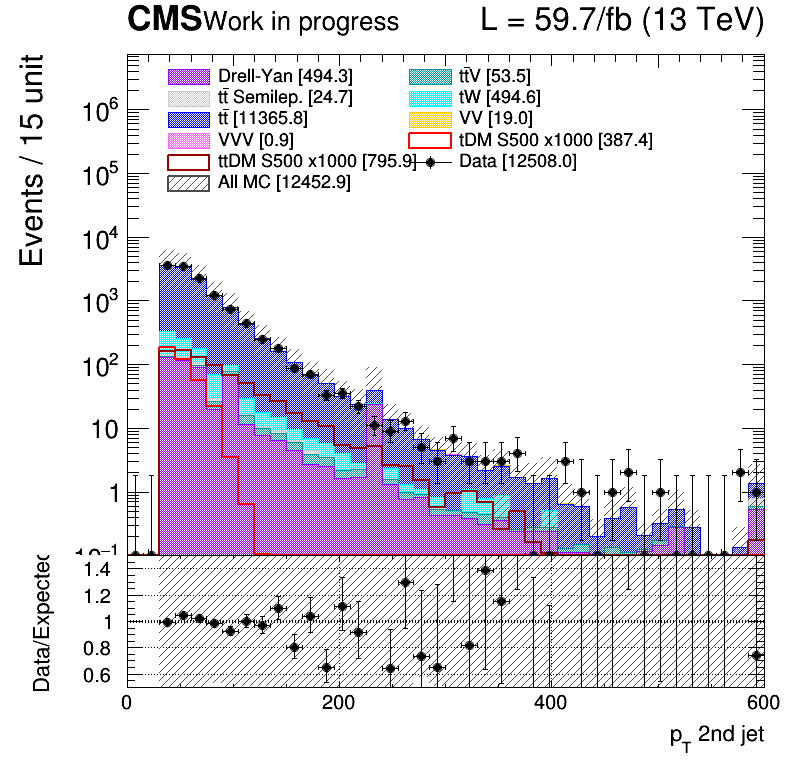 CMS Work in progress L = 59.7/fb (13 TeV)
Events / 15 unit
Drell-Yan [494.3] tt̄V [53.5]
tt̄ Semilep. [24.7] tW [494.6]
tt̄ [11365.8] VV [19.0]
VVV [0.9] tDM S500 x1000 [387.4]
ttDM S500 x1000 [795.9] Data [12508.0]
All MC [12452.9]
10⁶
10⁵
10⁴
10³
10²
10
1
10⁻¹
Data/Expected
1.4
1.2
1
0.8
0.6
0 200 400 600
p_T 2nd jet